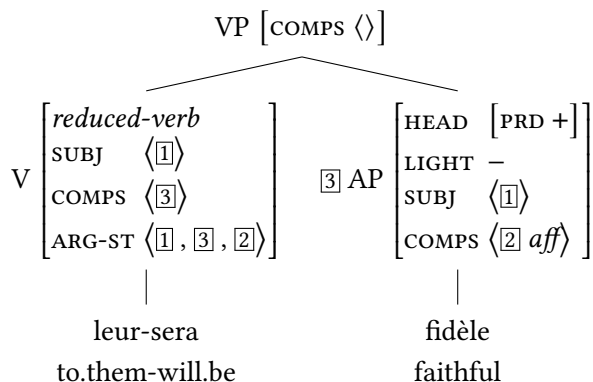 VP [COMPS ⟨⟩]
V [reduced-verb
SUBJ ⟨[1]⟩
COMPS ⟨[3]⟩
ARG-ST ⟨[1], [3], [2]⟩]
[3] AP [HEAD [PRD +]
LIGHT −
SUBJ ⟨[1]⟩
COMPS ⟨[2] aff⟩]
leur-sera
to.them-will.be
fidèle
faithful